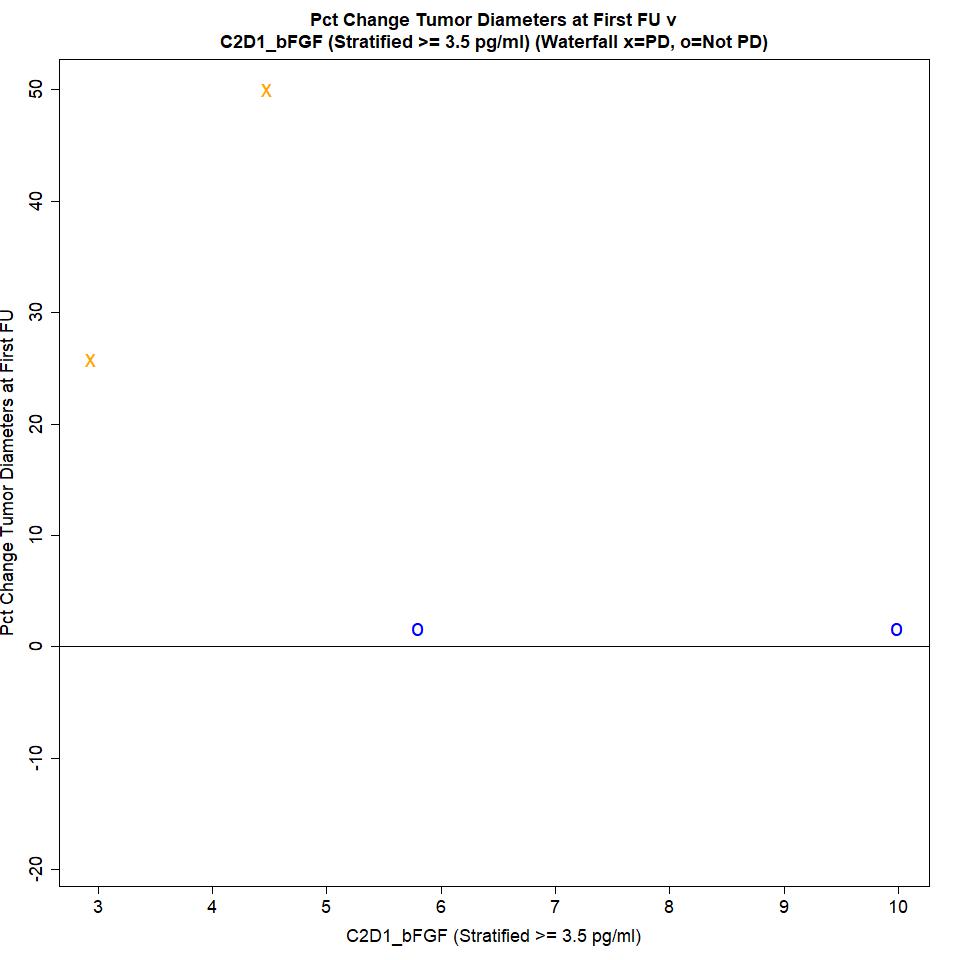 Pct Change Tumor Diameters at First FU v
C2D1_bFGF (Stratified >= 3.5 pg/ml) (Waterfall x=PD, o=Not PD)
Pct Change Tumor Diameters at First FU
50
40
30
20
10
0
-10
-20
X
X
O
O
3 4 5 6 7 8 9 10
C2D1_bFGF (Stratified >= 3.5 pg/ml)